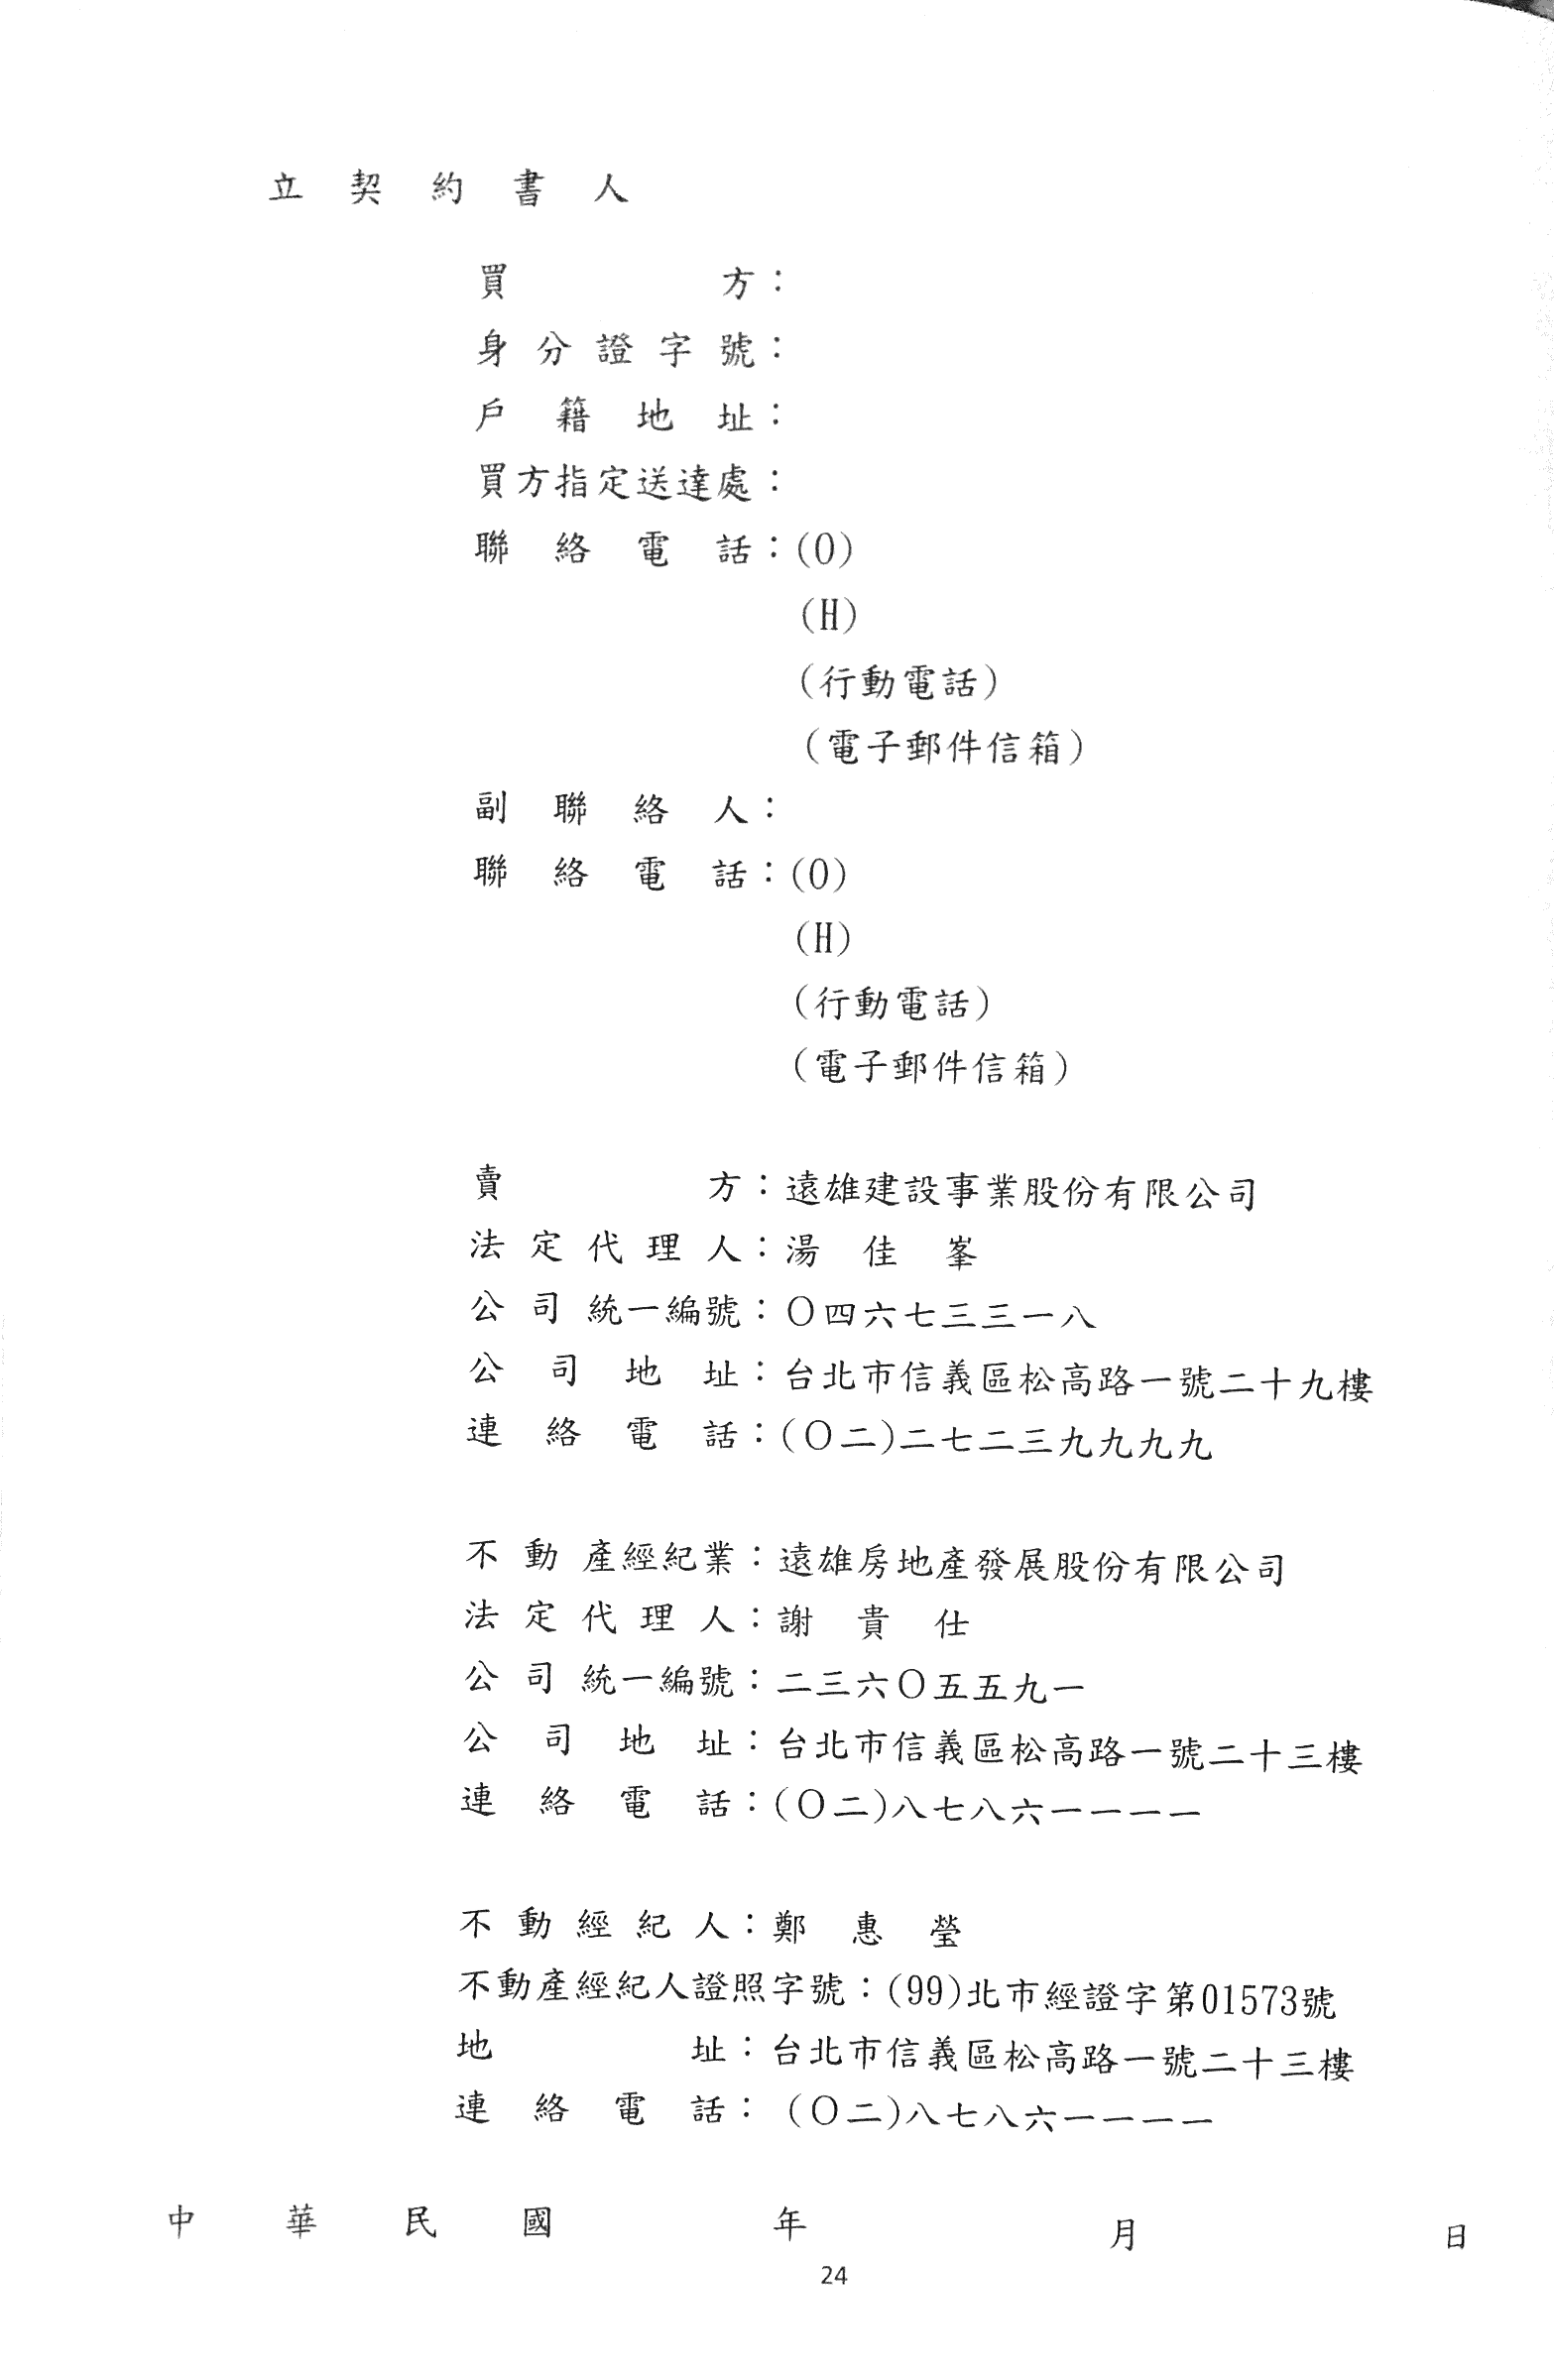 立契約書人
買方：
身分證字號：
戶籍地址：
買方指定送達處：
聯絡電話：(O)
(H)
(行動電話)
(電子郵件信箱)
副聯絡人：
聯絡電話：(O)
(H)
(行動電話)
(電子郵件信箱)
賣方：遠雄建設事業股份有限公司
法定代理人：湯佳峯
公司統一編號：〇四六七三三一八
公司地址：台北市信義區松高路一號二十九樓
連絡電話：(〇二)二七二三九九九九
不動產經紀業：遠雄房地產發展股份有限公司
法定代理人：謝貴仕
公司統一編號：二三六〇五五九一
公司地址：台北市信義區松高路一號二十三樓
連絡電話：(〇二)八七八六一一一一
不動經紀人：鄭惠瑩
不動產經紀人證照字號：(99)北市經證字第01573號
地址：台北市信義區松高路一號二十三樓
連絡電話：(〇二)八七八六一一一一
中華民國 年 月 日
24